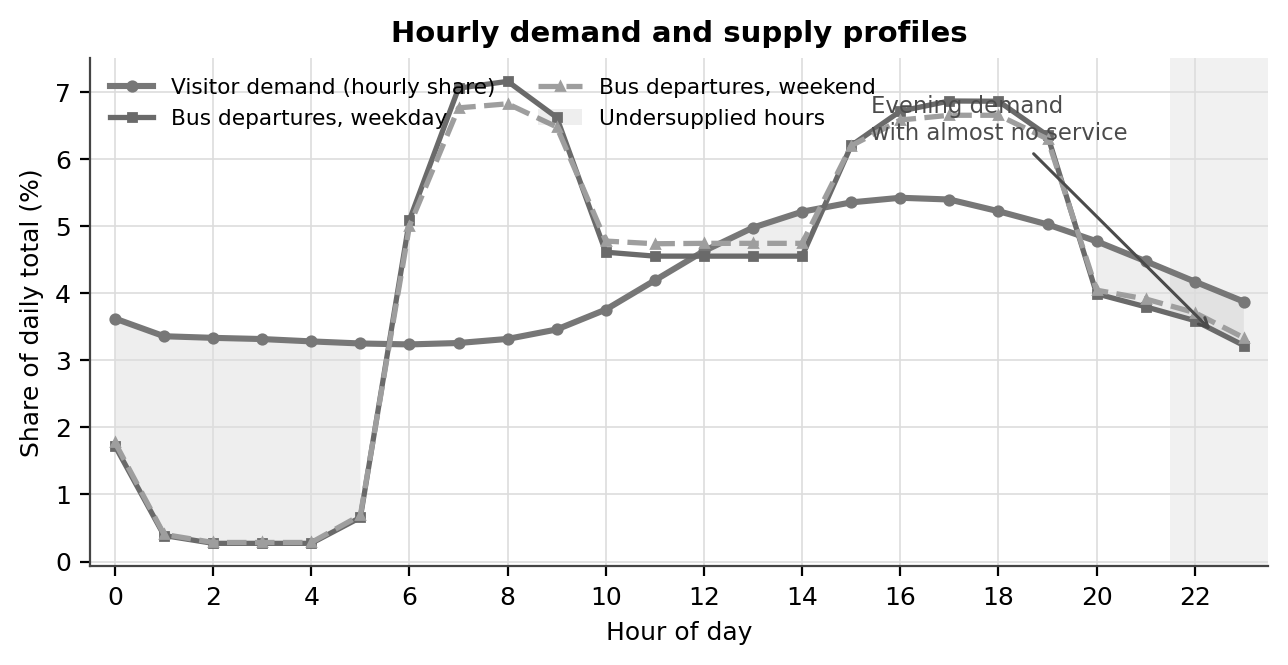 Hourly demand and supply profiles
Visitor demand (hourly share)
Bus departures, weekday
Bus departures, weekend
Undersupplied hours
Evening demand
with almost no service
Share of daily total (%)
7
6
5
4
3
2
1
0
0 2 4 6 8 10 12 14 16 18 20 22
Hour of day